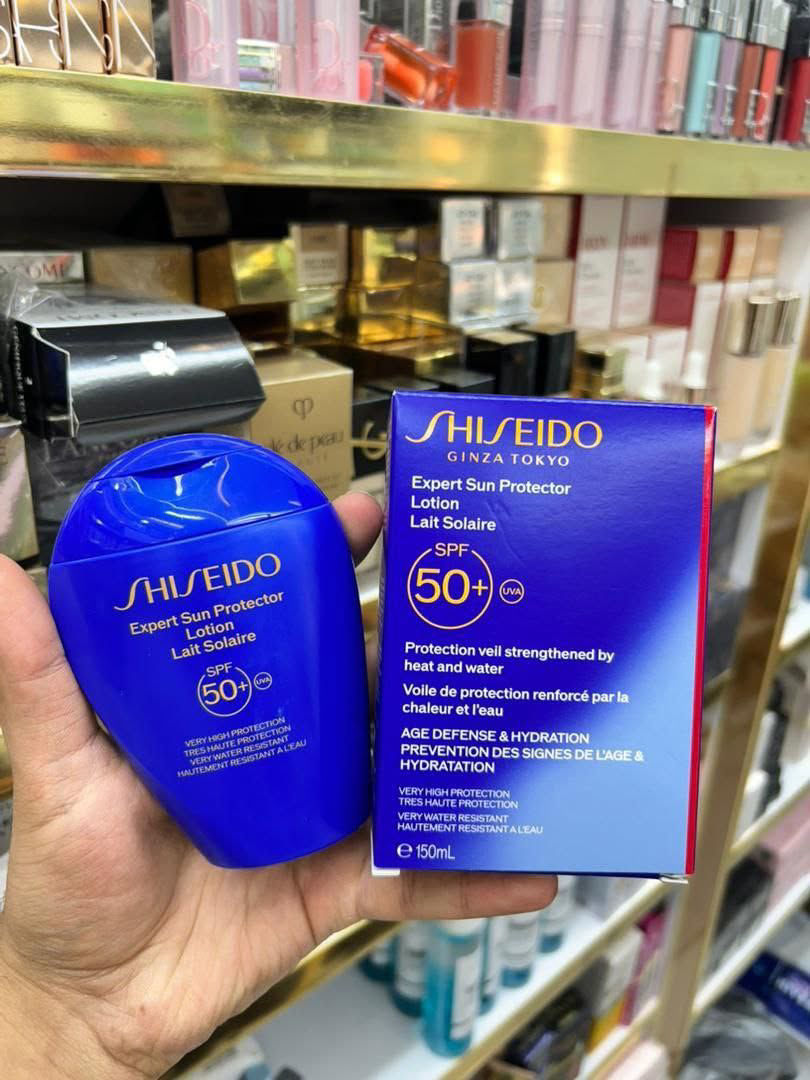 SHISEIDO
Expert Sun Protector
Lotion
Lait Solaire
SPF
50+
UVA
VERY HIGH PROTECTION
TRES HAUTE PROTECTION
VERY WATER RESISTANT
HAUTEMENT RESISTANT A L'EAU
SHISEIDO
GINZA TOKYO
Expert Sun Protector
Lotion
Lait Solaire
SPF
50+
UVA
Protection veil strengthened by
heat and water
Voile de protection renforcé par la
chaleur et l'eau
AGE DEFENSE & HYDRATION
PREVENTION DES SIGNES DE L'AGE &
HYDRATATION
VERY HIGH PROTECTION
TRES HAUTE PROTECTION
VERY WATER RESISTANT
HAUTEMENT RESISTANT A L'EAU
e 150mL